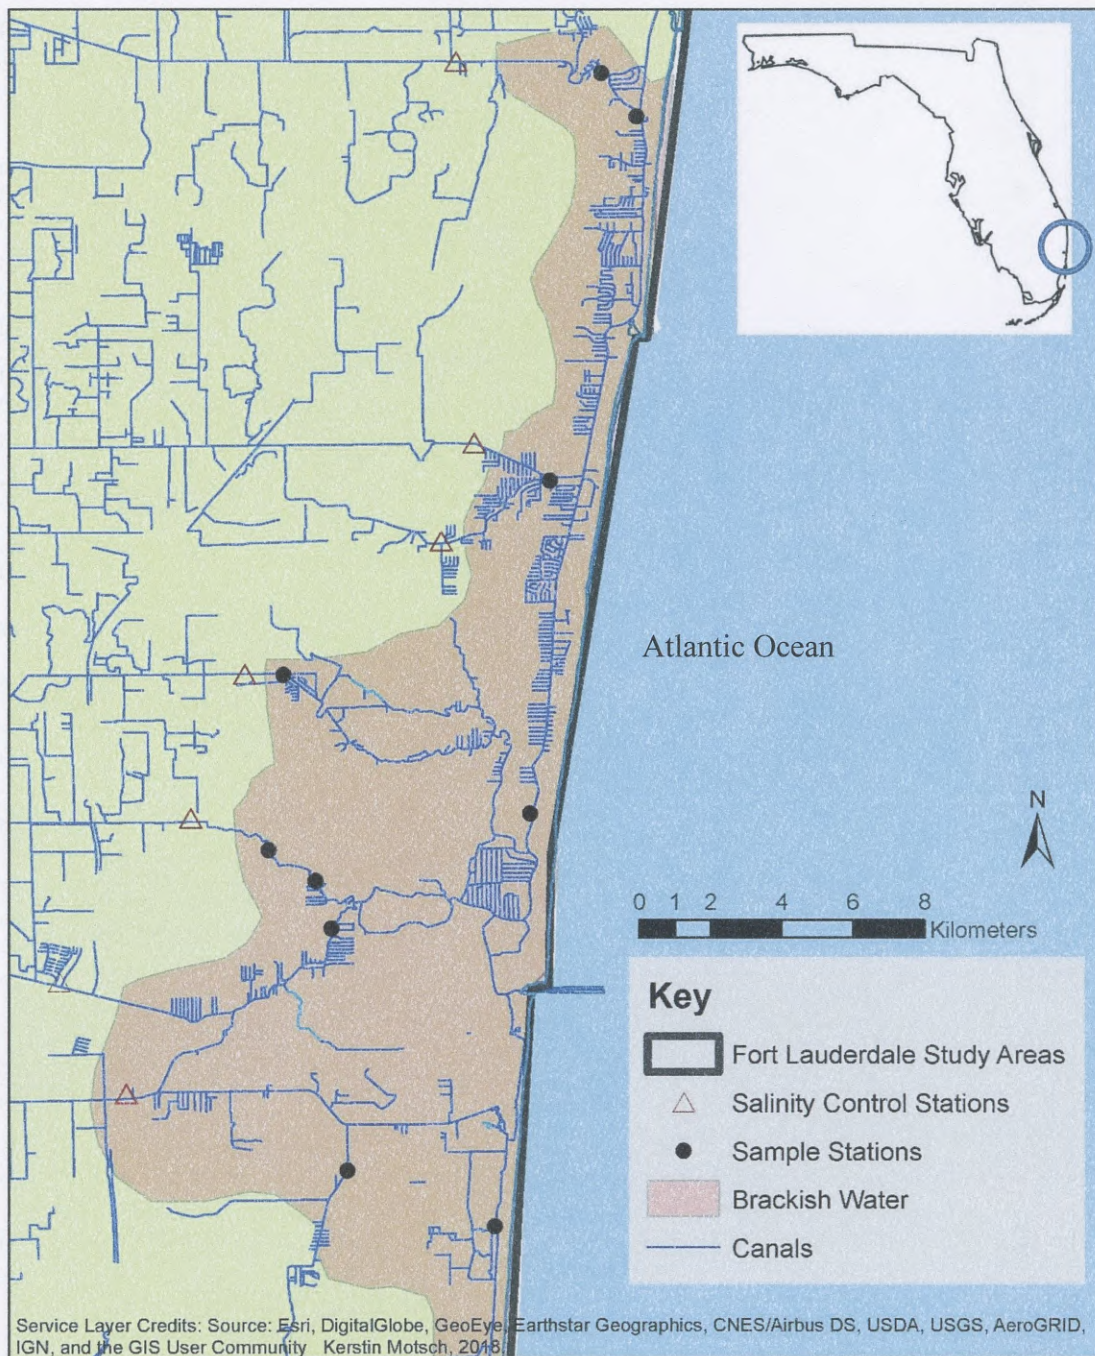 Atlantic Ocean
N
0 1 2 4 6 8
Kilometers
Key
Fort Lauderdale Study Areas
Salinity Control Stations
Sample Stations
Brackish Water
Canals
Service Layer Credits: Source: Esri, DigitalGlobe, GeoEye, Earthstar Geographics, CNES/Airbus DS, USDA, USGS, AeroGRID,
IGN, and the GIS User Community Kerstin Motsch, 2018